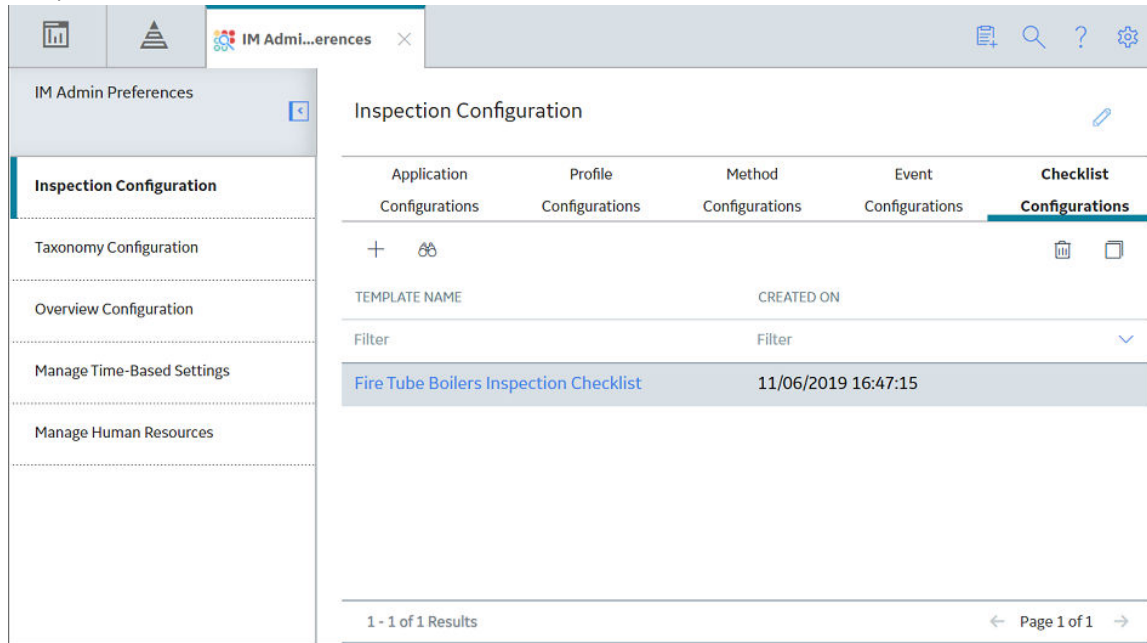 IM Admi...erences
IM Admin Preferences
Inspection Configuration
Taxonomy Configuration
Overview Configuration
Manage Time-Based Settings
Manage Human Resources
Inspection Configuration
Application Configurations
Profile Configurations
Method Configurations
Event Configurations
Checklist Configurations
TEMPLATE NAME CREATED ON
Filter Filter
Fire Tube Boilers Inspection Checklist 11/06/2019 16:47:15
1 - 1 of 1 Results Page 1 of 1